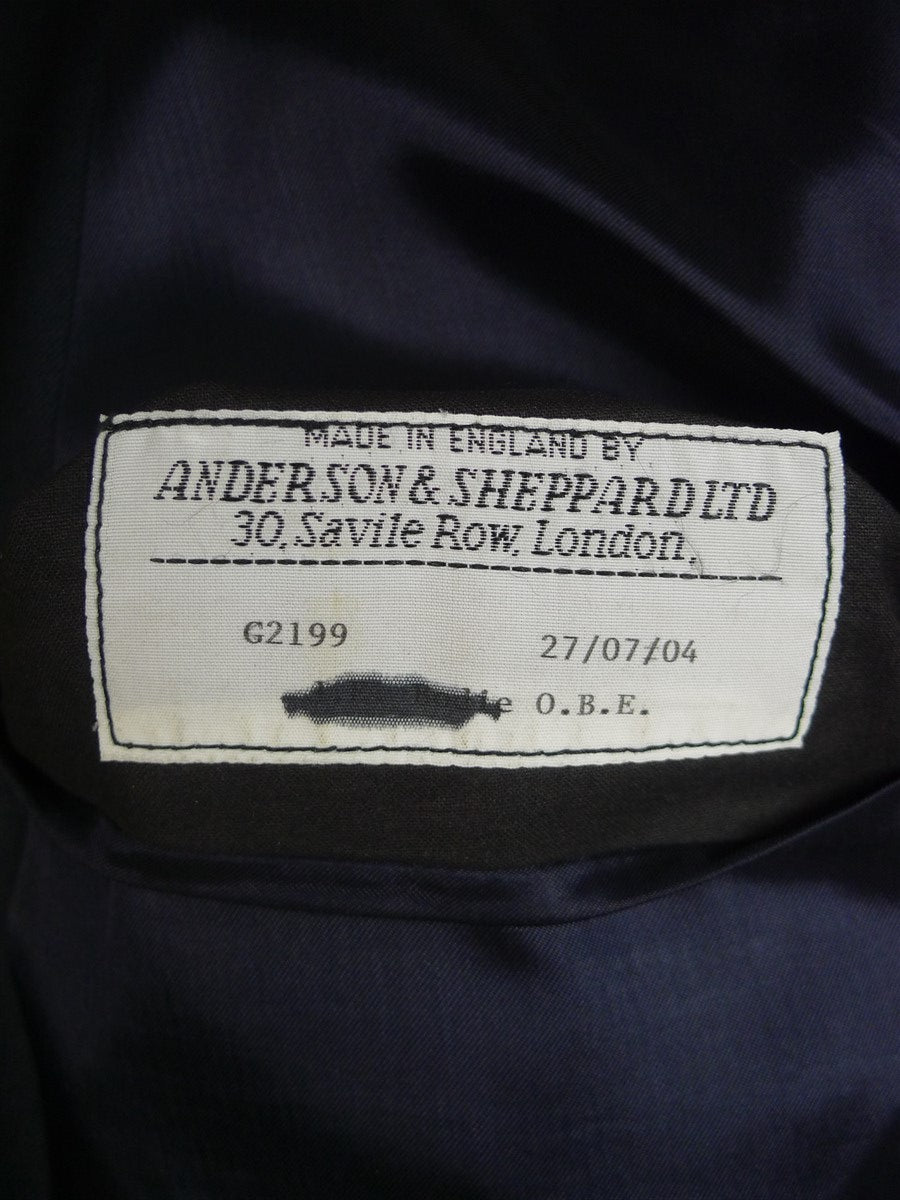 MADE IN ENGLAND BY
ANDERSON & SHEPPARD LTD
30, Savile Row, London.
G2199 27/07/04
O.B.E.